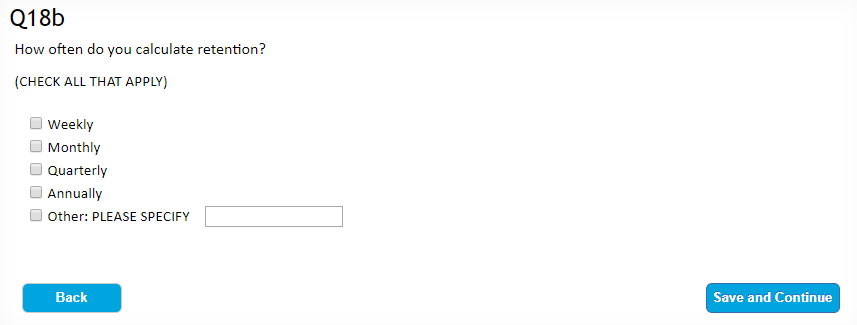 Q18b
How often do you calculate retention?
(CHECK ALL THAT APPLY)
Weekly
Monthly
Quarterly
Annually
Other: PLEASE SPECIFY
Back
Save and Continue